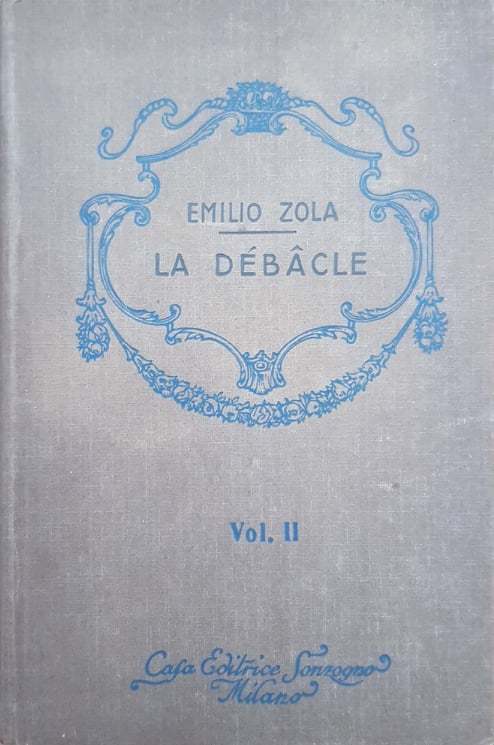 EMILIO ZOLA
LA DÉBÂCLE
Vol. II
Casa Editrice Sonzogno
Milano